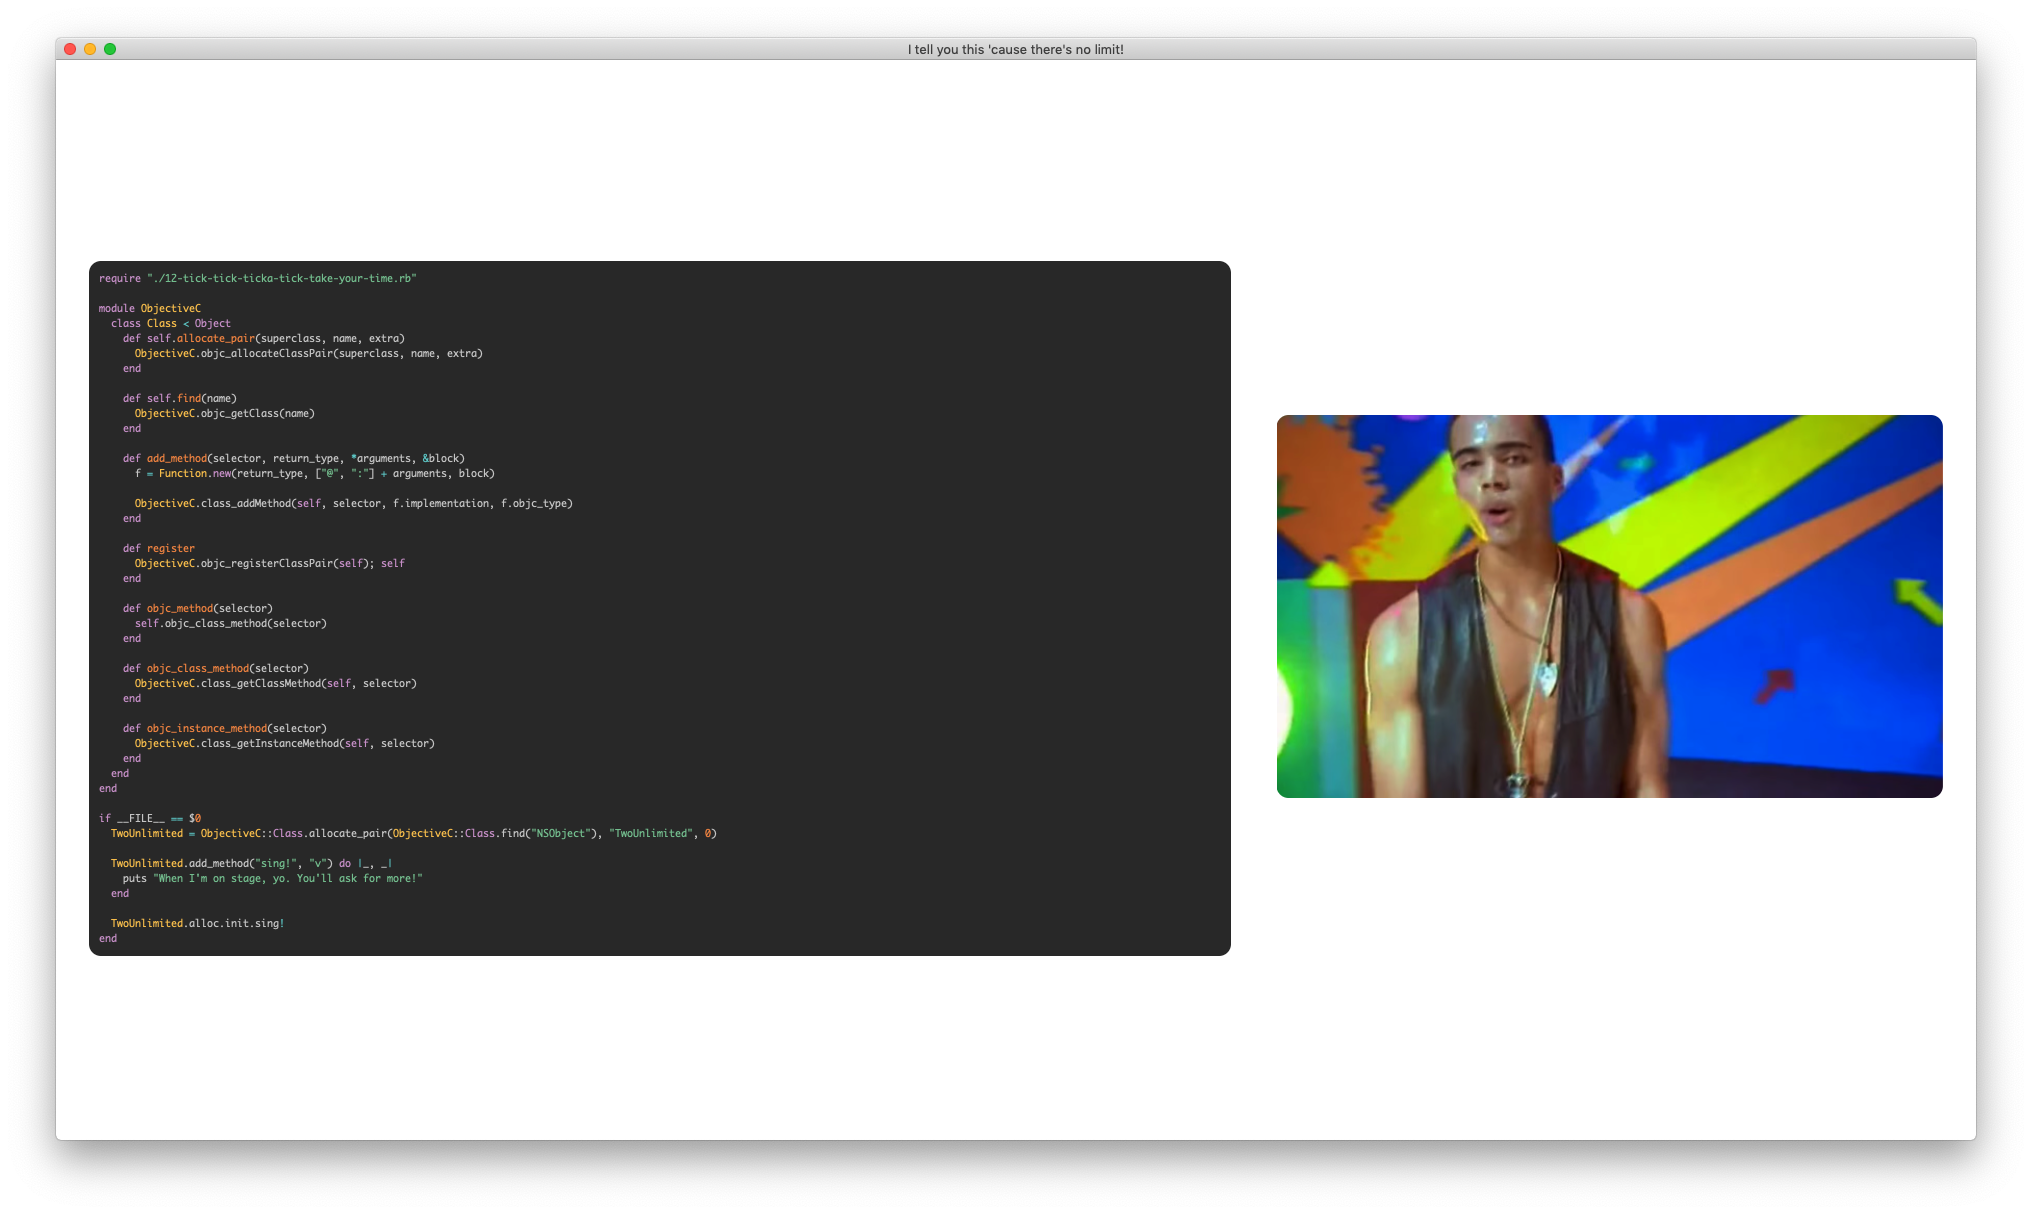 I tell you this 'cause there's no limit!
require "./12-tick-tick-ticka-tick-take-your-time.rb"
module ObjectiveC
class Class < Object
def self.allocate_pair(superclass, name, extra)
ObjectiveC.objc_allocateClassPair(superclass, name, extra)
end
def self.find(name)
ObjectiveC.objc_getClass(name)
end
def add_method(selector, return_type, *arguments, &block)
f = Function.new(return_type, ["@", ":"] + arguments, block)
ObjectiveC.class_addMethod(self, selector, f.implementation, f.objc_type)
end
def register
ObjectiveC.objc_registerClassPair(self); self
end
def objc_method(selector)
self.objc_class_method(selector)
end
def objc_class_method(selector)
ObjectiveC.class_getClassMethod(self, selector)
end
def objc_instance_method(selector)
ObjectiveC.class_getInstanceMethod(self, selector)
end
end
end
if __FILE__ == $0
TwoUnlimited = ObjectiveC::Class.allocate_pair(ObjectiveC::Class.find("NSObject"), "TwoUnlimited", 0)
TwoUnlimited.add_method("sing!", "v") do |_, _|
puts "When I'm on stage, yo. You'll ask for more!"
end
TwoUnlimited.alloc.init.sing!
end